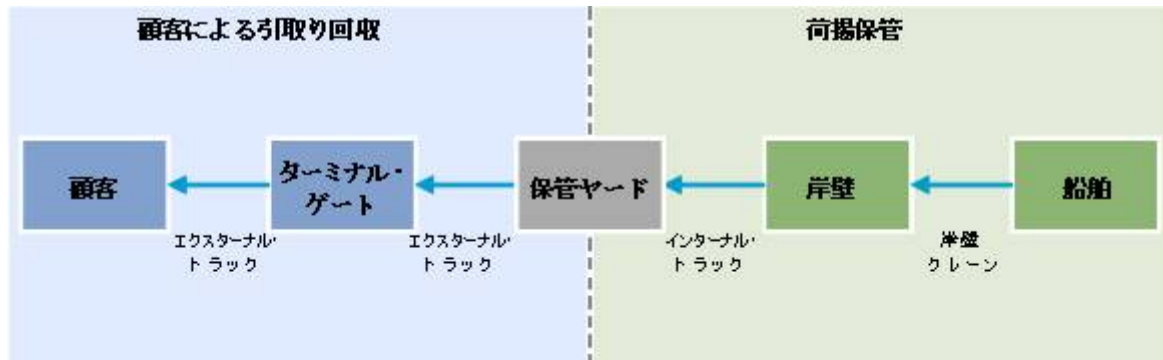 顧客による引取り回収
荷揚保管
顧客
ターミナル・
ゲート
保管ヤード
岸壁
船舶
エクスターナル・
トラック
エクスターナル・
トラック
インターナル・
トラック
岸壁
クレーン